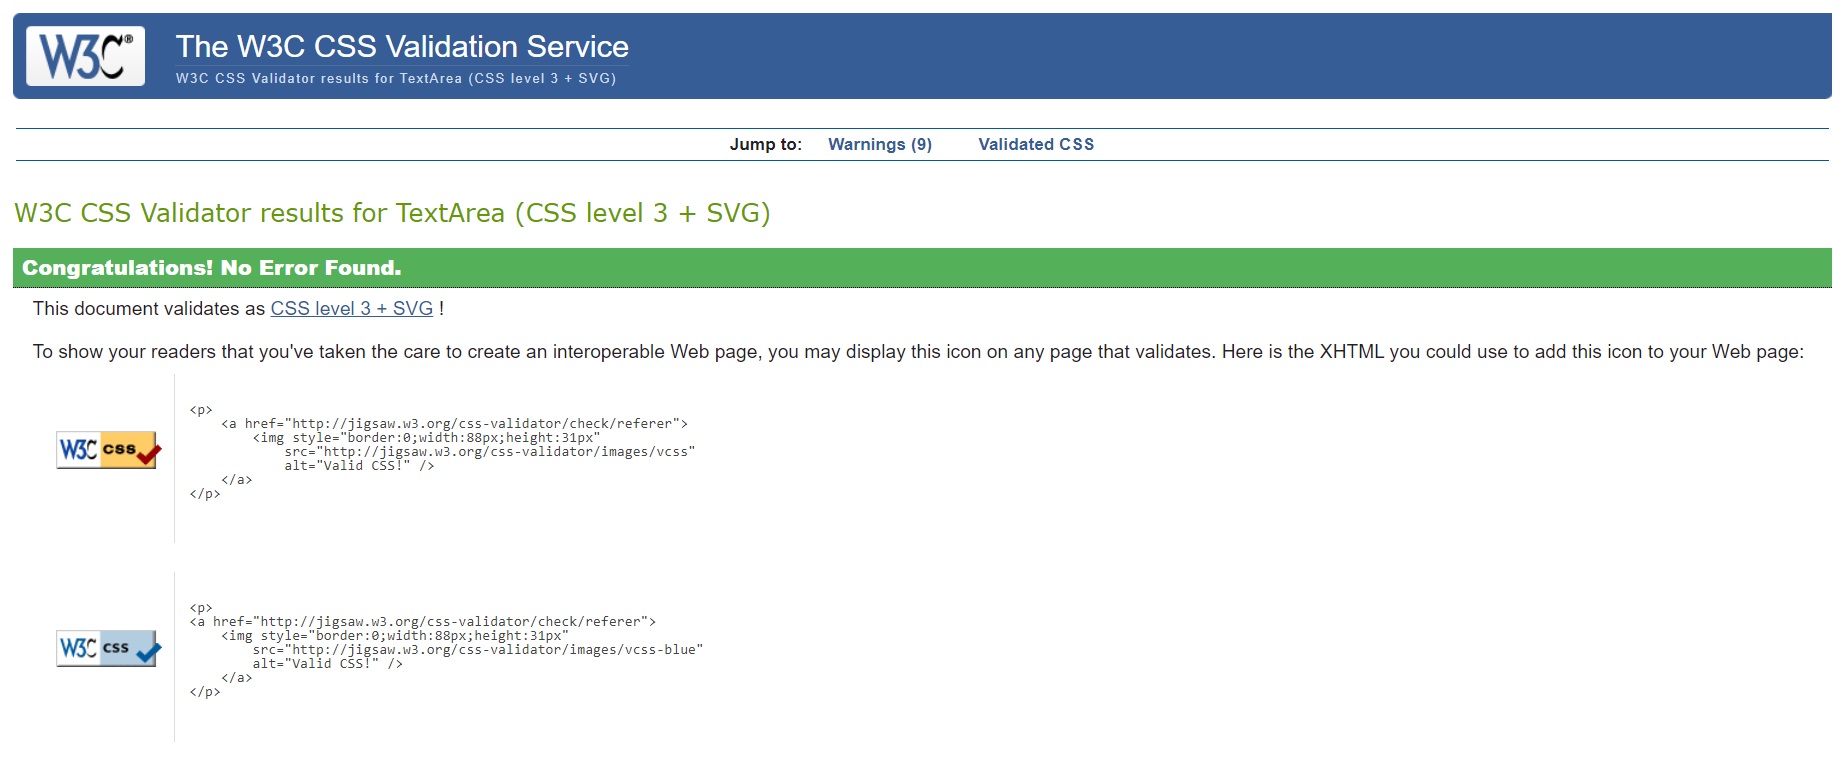 W3C®
The W3C CSS Validation Service
W3C CSS Validator results for TextArea (CSS level 3 + SVG)
Jump to: Warnings (9) Validated CSS
W3C CSS Validator results for TextArea (CSS level 3 + SVG)
Congratulations! No Error Found.
This document validates as CSS level 3 + SVG !
To show your readers that you've taken the care to create an interoperable Web page, you may display this icon on any page that validates. Here is the XHTML you could use to add this icon to your Web page:
W3C css
<p>
    <a href="http://jigsaw.w3.org/css-validator/check/referer">
        <img style="border:0;width:88px;height:31px"
            src="http://jigsaw.w3.org/css-validator/images/vcss"
            alt="Valid CSS!" />
    </a>
</p>
W3C css
<p>
<a href="http://jigsaw.w3.org/css-validator/check/referer">
    <img style="border:0;width:88px;height:31px"
        src="http://jigsaw.w3.org/css-validator/images/vcss-blue"
        alt="Valid CSS!" />
    </a>
</p>